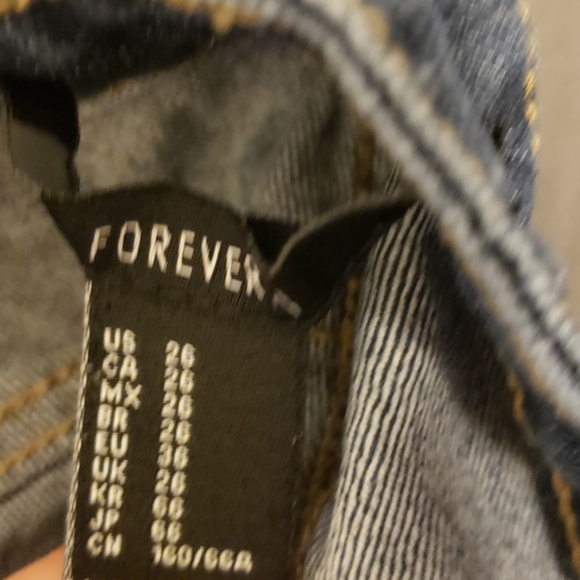 FOREVER
US 26
CA 26
MX 26
BR 26
EU 36
UK 26
KR 66
JP 66
CN 160/66A